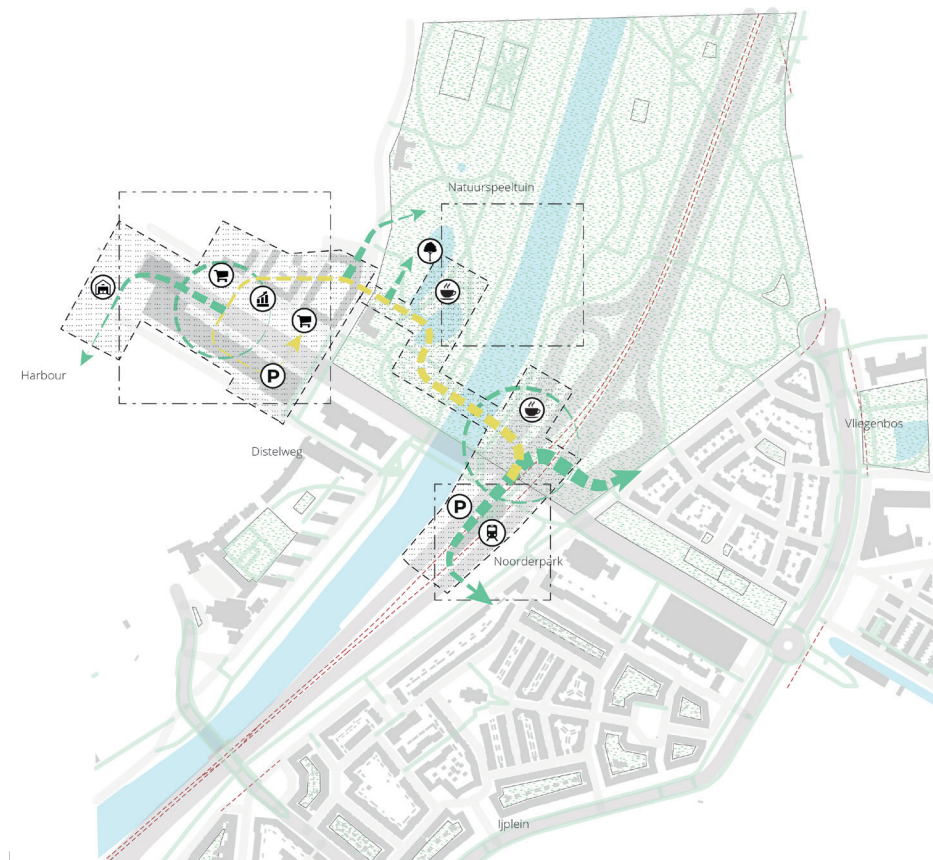 Natuurspeeltuin
Harbour
Vliegenbos
Distelweg
P
P
Noorderpark
Ijplein